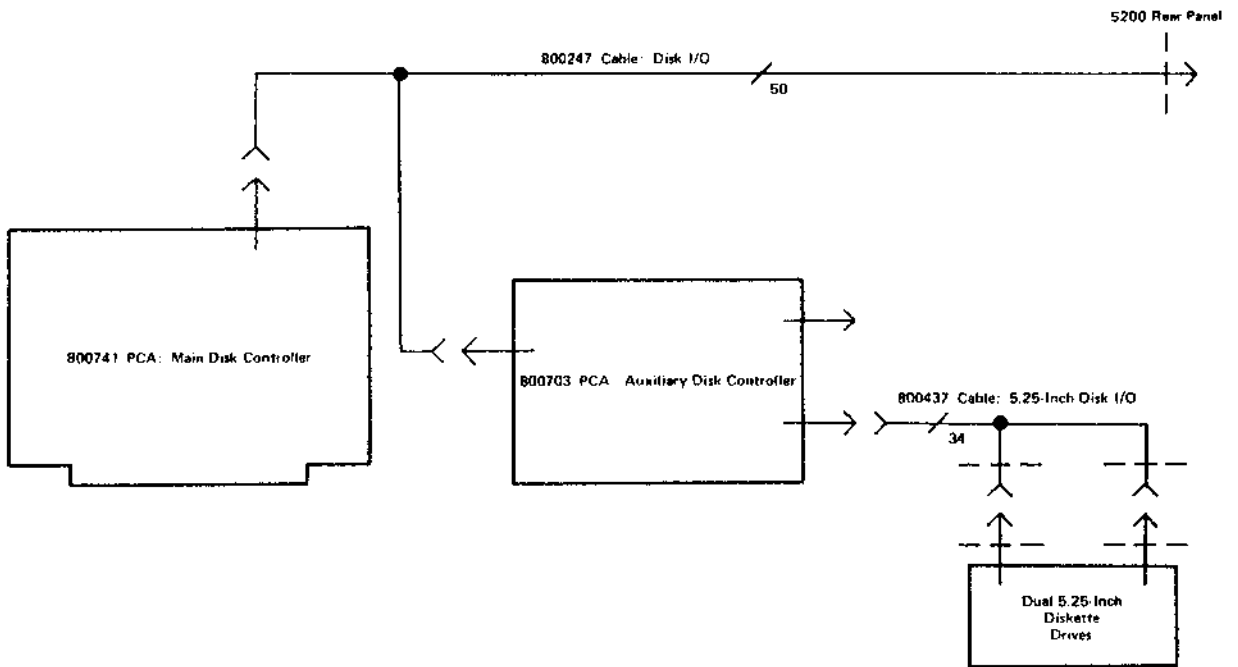 5200 Rear Panel
800247 Cable: Disk I/O
50
800741 PCA: Main Disk Controller
800703 PCA Auxiliary Disk Controller
800437 Cable: 5.25-Inch Disk I/O
34
Dual 5.25-Inch
Diskette
Drives